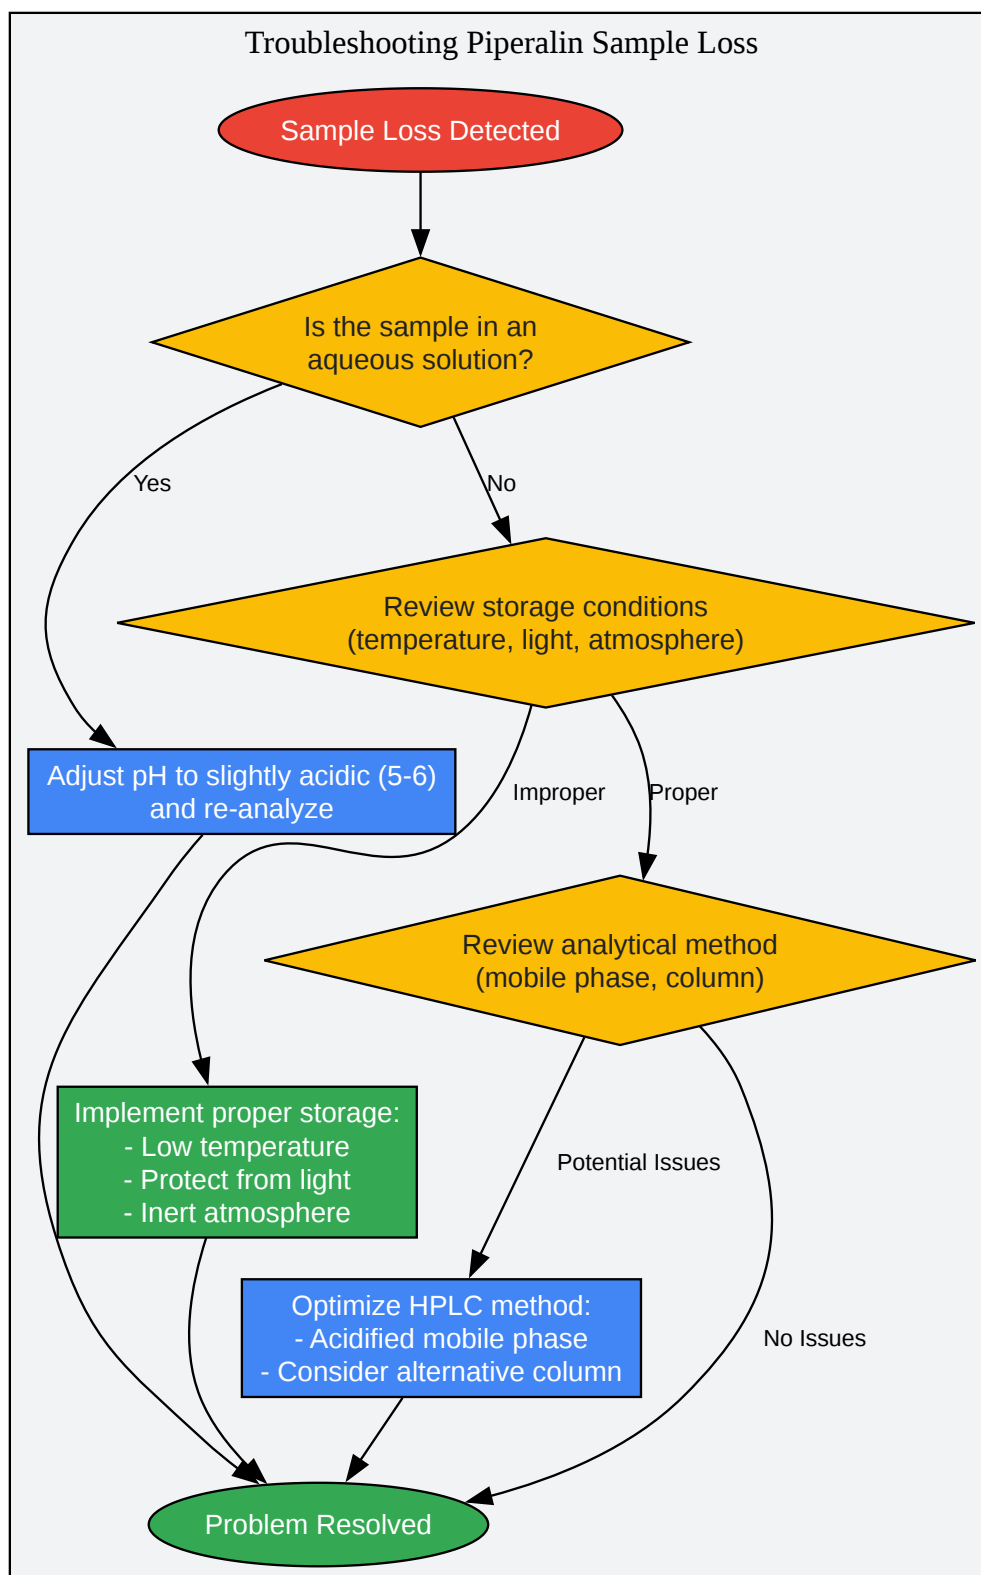 Troubleshooting Piperalin Sample Loss
Sample Loss Detected
Is the sample in an
aqueous solution?
Yes
No
Review storage conditions
(temperature, light, atmosphere)
Adjust pH to slightly acidic (5-6)
and re-analyze
Improper
Proper
Review analytical method
(mobile phase, column)
Implement proper storage:
- Low temperature
- Protect from light
- Inert atmosphere
Potential Issues
Optimize HPLC method:
- Acidified mobile phase
- Consider alternative column
No Issues
Problem Resolved